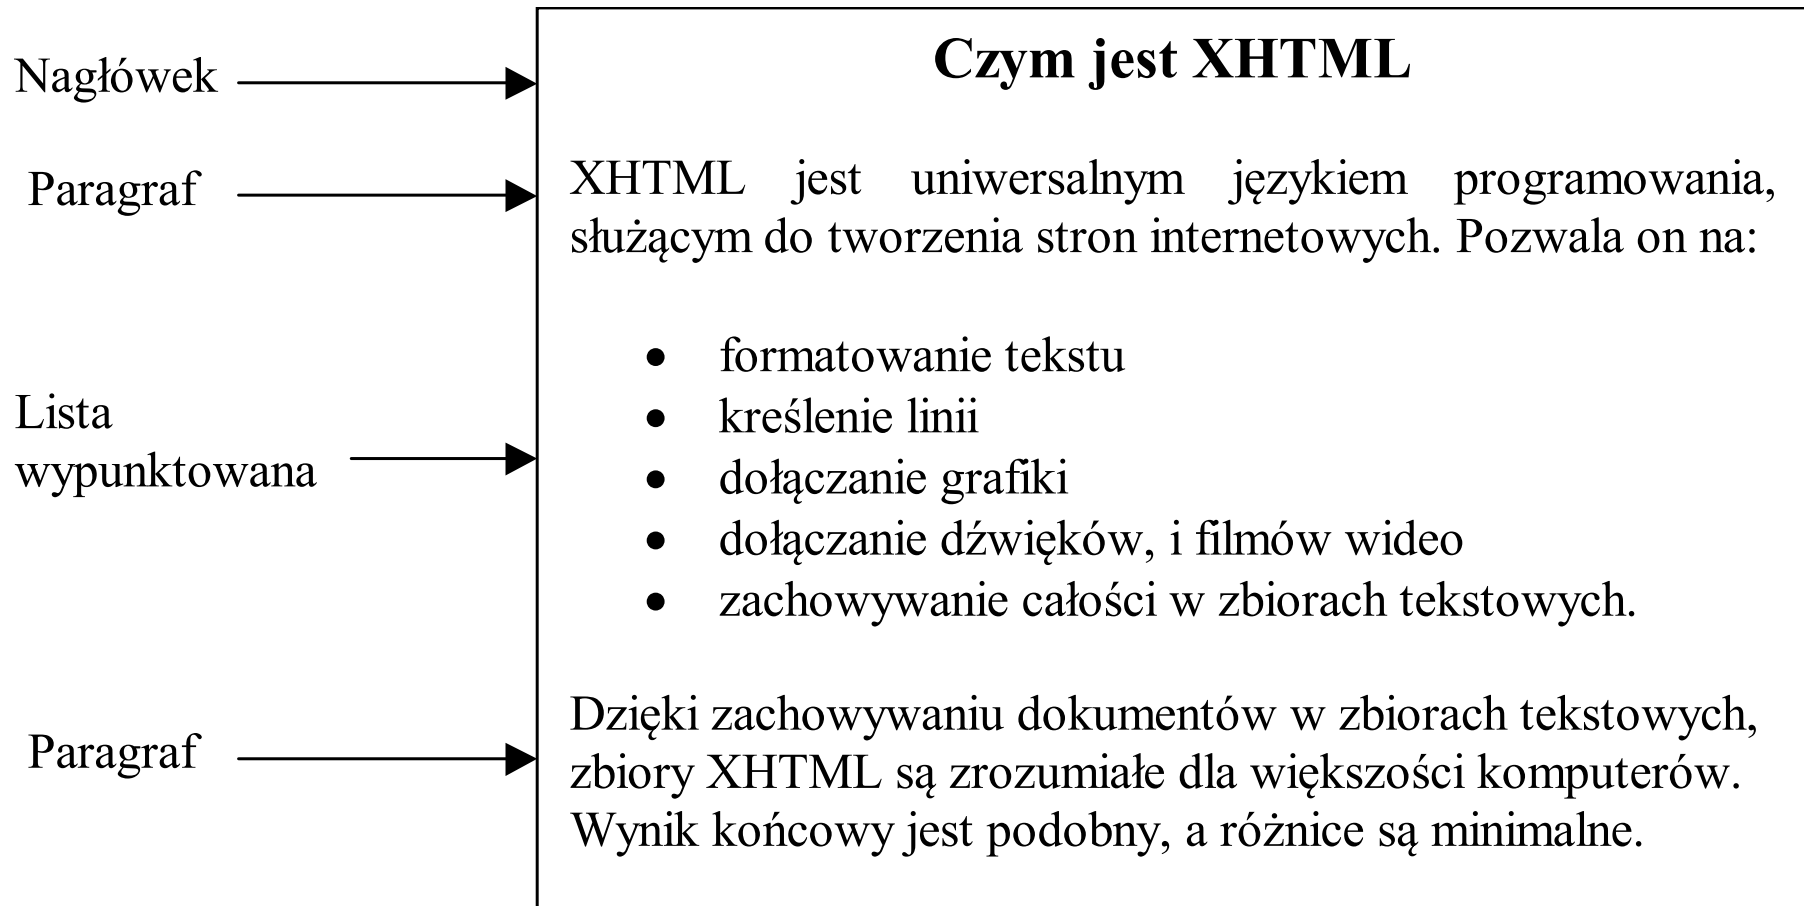 Nagłówek
Czym jest XHTML
Paragraf
XHTML jest uniwersalnym językiem programowania,
służącym do tworzenia stron internetowych. Pozwala on na:
Lista
wypunktowana
• formatowanie tekstu
• kreślenie linii
• dołączanie grafiki
• dołączanie dźwięków, i filmów wideo
• zachowywanie całości w zbiorach tekstowych.
Paragraf
Dzięki zachowywaniu dokumentów w zbiorach tekstowych,
zbiory XHTML są zrozumiałe dla większości komputerów.
Wynik końcowy jest podobny, a różnice są minimalne.